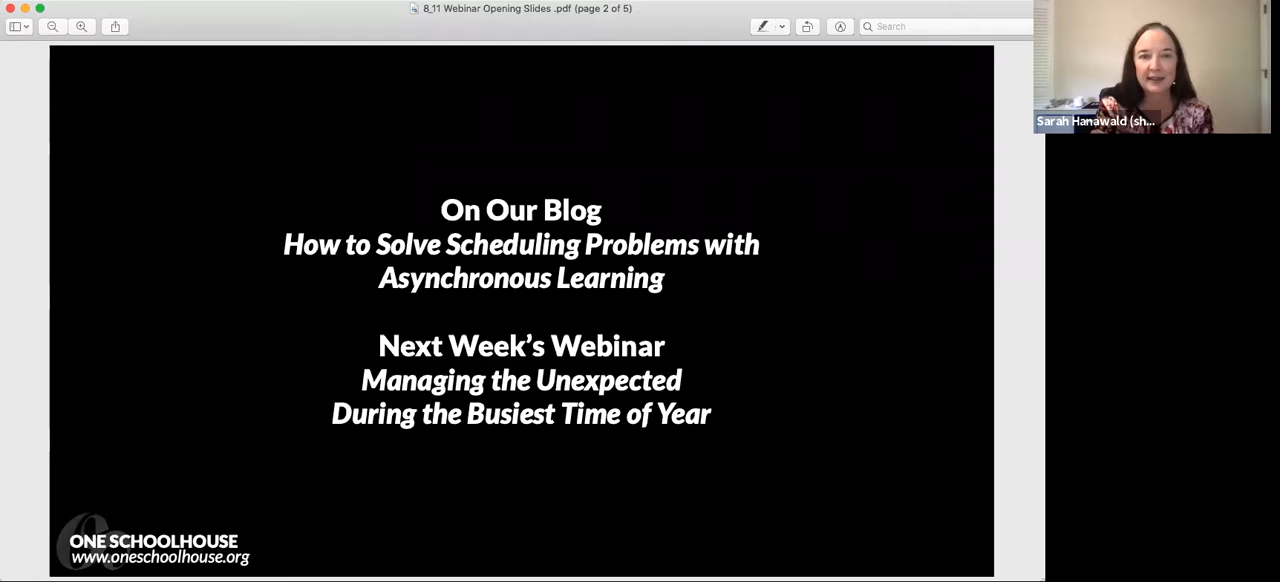 8_11 Webinar Opening Slides .pdf (page 2 of 5)
Search
Sarah Hanawald (sh...
On Our Blog
How to Solve Scheduling Problems with
Asynchronous Learning
Next Week's Webinar
Managing the Unexpected
During the Busiest Time of Year
ONE SCHOOLHOUSE
www.oneschoolhouse.org